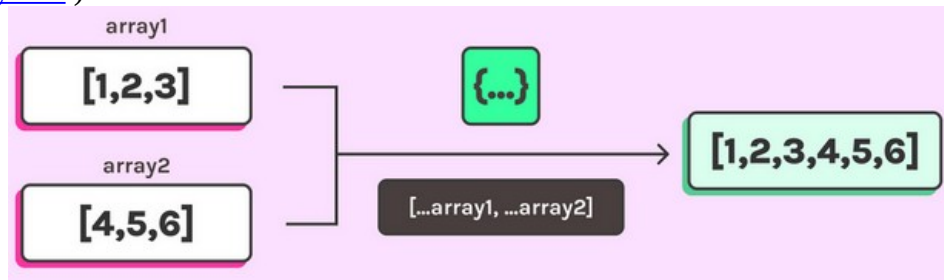 array1
[1,2,3]
{...}
[1,2,3,4,5,6]
array2
[...array1, ...array2]
[4,5,6]